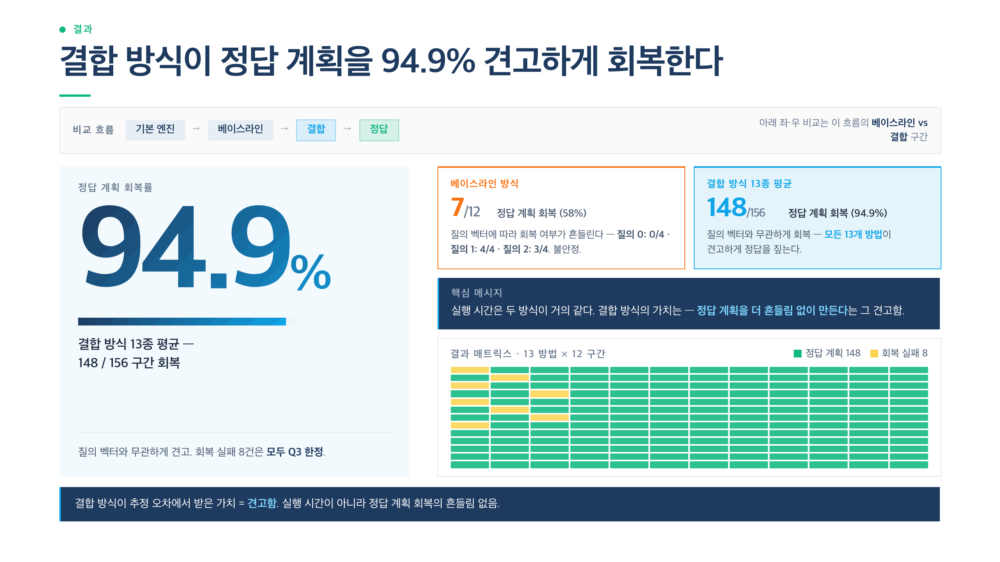 결과
결합 방식이 정답 계획을 94.9% 견고하게 회복한다
비교 흐름 기본 엔진 → 베이스라인 → 결합 → 정답
아래 좌·우 비교는 이 흐름의 베이스라인 vs
결합 구간
정답 계획 회복률
94.9%
결합 방식 13종 평균 —
148 / 156 구간 회복
질의 벡터와 무관하게 견고. 회복 실패 8건은 모두 Q3 한정.
베이스라인 방식
7/12 정답 계획 회복 (58%)
질의 벡터에 따라 회복 여부가 흔들린다 — 질의 0: 0/4 ·
질의 1: 4/4 · 질의 2: 3/4. 불안정.
결합 방식 13종 평균
148/156 정답 계획 회복 (94.9%)
질의 벡터와 무관하게 회복 — 모든 13개 방법이
견고하게 정답을 짚는다.
핵심 메시지
실행 시간은 두 방식이 거의 같다. 결합 방식의 가치는 — 정답 계획을 더 흔들림 없이 만든다는 그 견고함.
결과 매트릭스 · 13 방법 × 12 구간
정답 계획 148 회복 실패 8
결합 방식이 추정 오차에서 받은 가치 = 견고함. 실행 시간이 아니라 정답 계획 회복의 흔들림 없음.